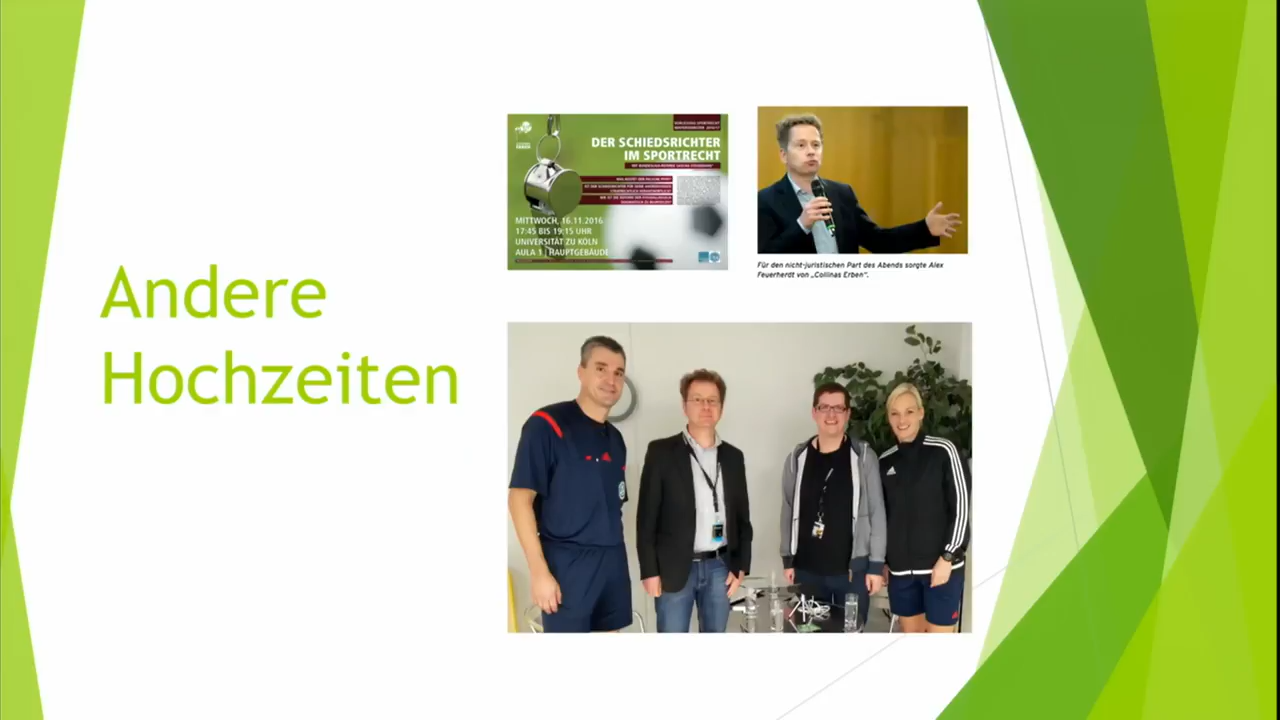 Andere
Hochzeiten
DER SCHIEDSRICHTER
IM SPORTRECHT
MITTWOCH, 16.11.2016
17:45 BIS 19:15 UHR
UNIVERSITÄT ZU KÖLN
AULA 1 | HAUPTGEBÄUDE
Für den nicht-juristischen Part des Abends sorgte Alex
Feuerherdt von „Collinas Erben“.